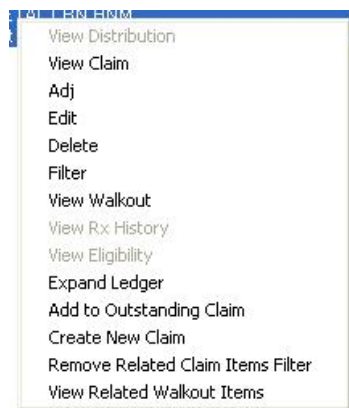 View Distribution
View Claim
Adj
Edit
Delete
Filter
View Walkout
View Rx History
View Eligibility
Expand Ledger
Add to Outstanding Claim
Create New Claim
Remove Related Claim Items Filter
View Related Walkout Items